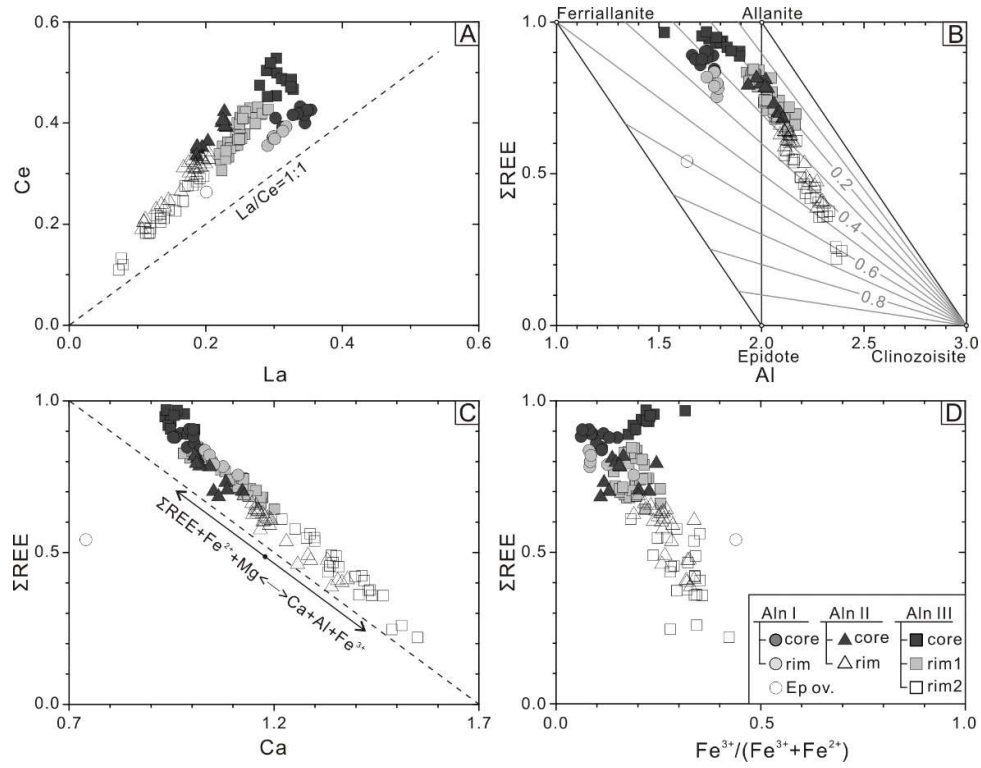 A
0.6
0.4
0.2
0.0
Ce
La/Ce=1:1
0.0
0.2
0.4
0.6
La
Ferriallanite
Allanite
B
1.0
0.5
0.0
ΣREE
0.2
0.4
0.6
0.8
1.0
1.5
2.0
2.5
3.0
Epidote
Clinozoisite
Al
C
1.0
0.5
0.0
ΣREE
ΣREE+Fe²⁺+Mg<--->Ca+Al+Fe³⁺
0.7
1.2
1.7
Ca
D
1.0
0.5
0.0
ΣREE
Aln I
Aln II
Aln III
core
core
core
rim
rim
rim1
Ep ov.
rim2
0.0
0.5
1.0
Fe³⁺/(Fe³⁺+Fe²⁺)